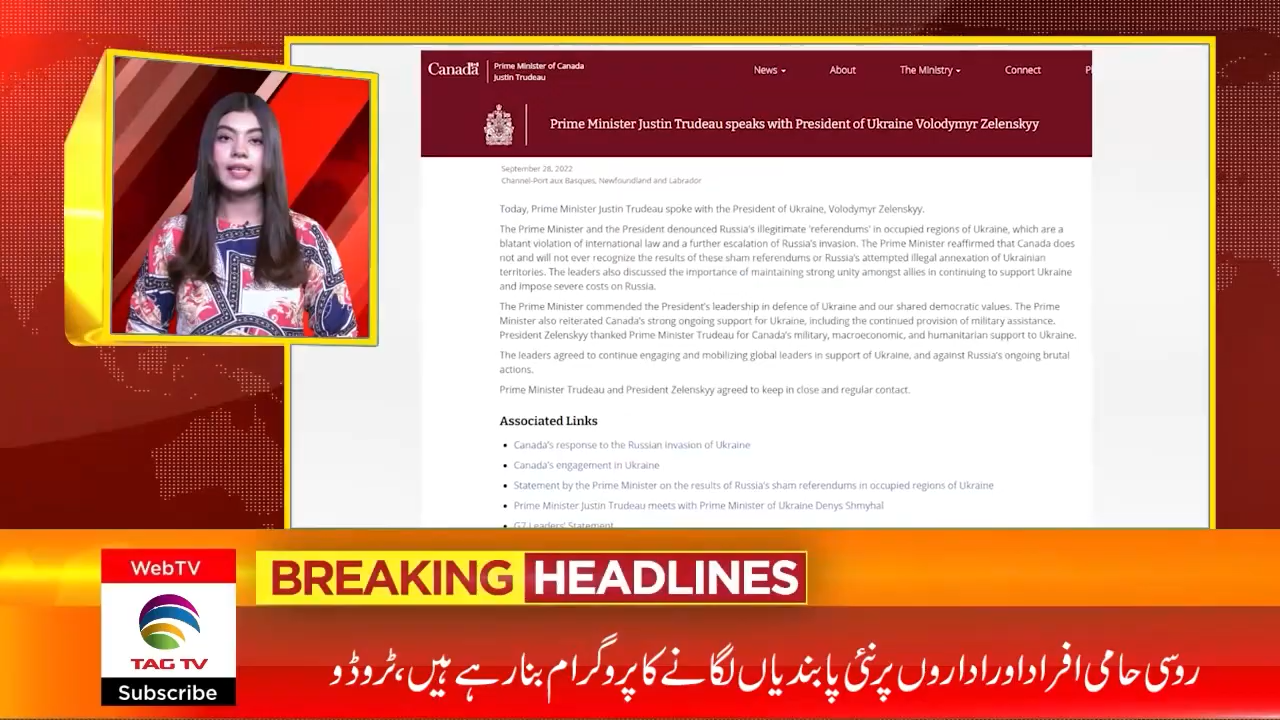 Canada
Prime Minister of Canada
Justin Trudeau
News
About
The Ministry
Connect
Prime Minister Justin Trudeau speaks with President of Ukraine Volodymyr Zelenskyy
September 28, 2022
Channel-Port aux Basques, Newfoundland and Labrador
Today, Prime Minister Justin Trudeau spoke with the President of Ukraine, Volodymyr Zelenskyy.
The Prime Minister and the President denounced Russia's illegitimate 'referendums' in occupied regions of Ukraine, which are a
blatant violation of international law and a further escalation of Russia's invasion. The Prime Minister reaffirmed that Canada does
not and will not ever recognize the results of these sham referendums or Russia's attempted illegal annexation of Ukrainian
territories. The leaders also discussed the importance of maintaining strong unity amongst allies in continuing to support Ukraine
and impose severe costs on Russia.
The Prime Minister commended the President's leadership in defence of Ukraine and our shared democratic values. The Prime
Minister also reiterated Canada's strong ongoing support for Ukraine, including the continued provision of military assistance.
President Zelenskyy thanked Prime Minister Trudeau for Canada's military, macroeconomic, and humanitarian support to Ukraine.
The leaders agreed to continue engaging and mobilizing global leaders in support of Ukraine, and against Russia's ongoing brutal
actions.
Prime Minister Trudeau and President Zelenskyy agreed to keep in close and regular contact.
Associated Links
• Canada's response to the Russian invasion of Ukraine
• Canada's engagement in Ukraine
• Statement by the Prime Minister on the results of Russia's sham referendums in occupied regions of Ukraine
• Prime Minister Justin Trudeau meets with Prime Minister of Ukraine Denys Shmyhal
• G7 Leaders' Statement
WebTV
TAG TV
Subscribe
BREAKING HEADLINES
روسی حامی افراد اور اداروں پر نئی پابندیاں لگانے کا پروگرام بنا رہے ہیں، ٹروڈو